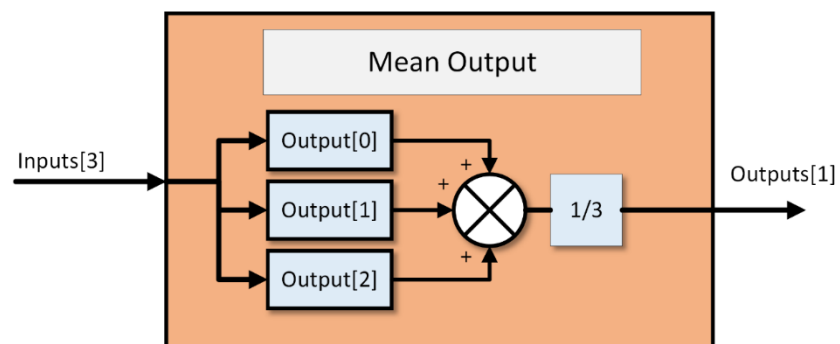 Mean Output
Inputs[3]
Output[0]
+
+
Output[1]
1/3
Outputs[1]
Output[2]
+